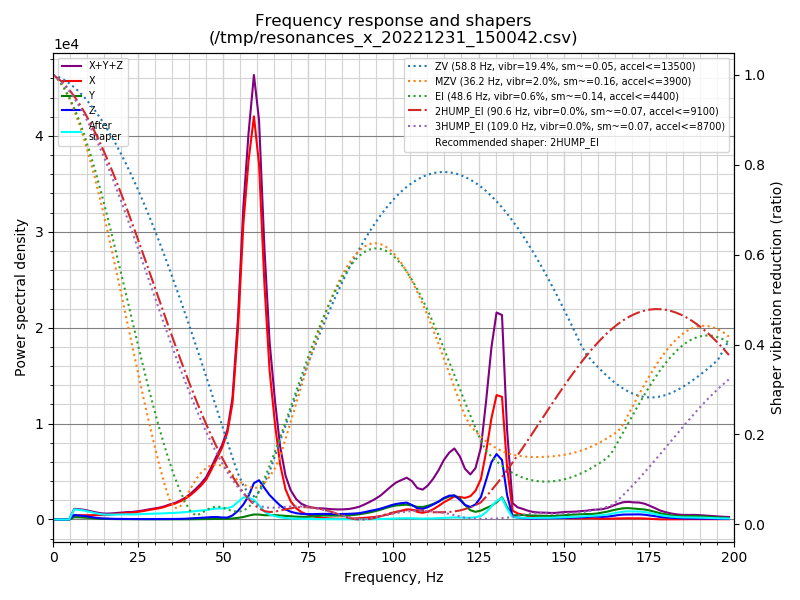 Frequency response and shapers
(/tmp/resonances_x_20221231_150042.csv)
1e4
X+Y+Z
X
Y
Z
After
shaper
ZV (58.8 Hz, vibr=19.4%, sm~=0.05, accel<=13500)
MZV (36.2 Hz, vibr=2.0%, sm~=0.16, accel<=3900)
EI (48.6 Hz, vibr=0.6%, sm~=0.14, accel<=4400)
2HUMP_EI (90.6 Hz, vibr=0.0%, sm~=0.07, accel<=9100)
3HUMP_EI (109.0 Hz, vibr=0.0%, sm~=0.07, accel<=8700)
Recommended shaper: 2HUMP_EI
4
3
2
1
0
Power spectral density
1.0
0.8
0.6
0.4
0.2
0.0
Shaper vibration reduction (ratio)
0 25 50 75 100 125 150 175 200
Frequency, Hz